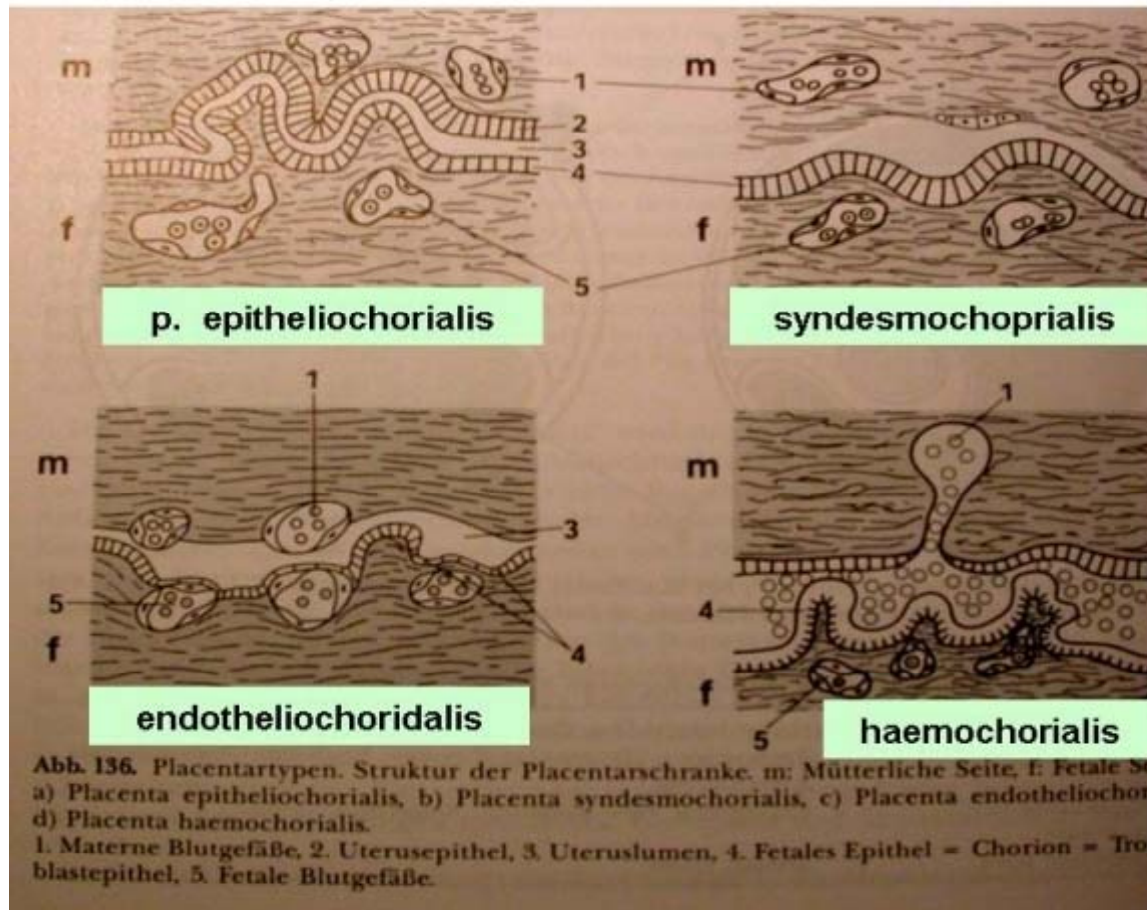 m
1
2
3
4
f
5
p. epitheliochorialis
m
f
syndesmochoprialis
1
m
3
5
4
f
endotheliochoridalis
1
m
4
f
5
haemochorialis
Abb. 136. Placentartypen. Struktur der Placentarschranke. m: Mütterliche Seite, f: Fetale
a) Placenta epitheliochorialis, b) Placenta syndesmochorialis, c) Placenta endotheliochor
d) Placenta haemochorialis.
1. Materne Blutgefäße, 2. Uterusepithel, 3. Uteruslumen, 4. Fetales Epithel = Chorion = Tro
blastepithel, 5. Fetale Blutgefäße.